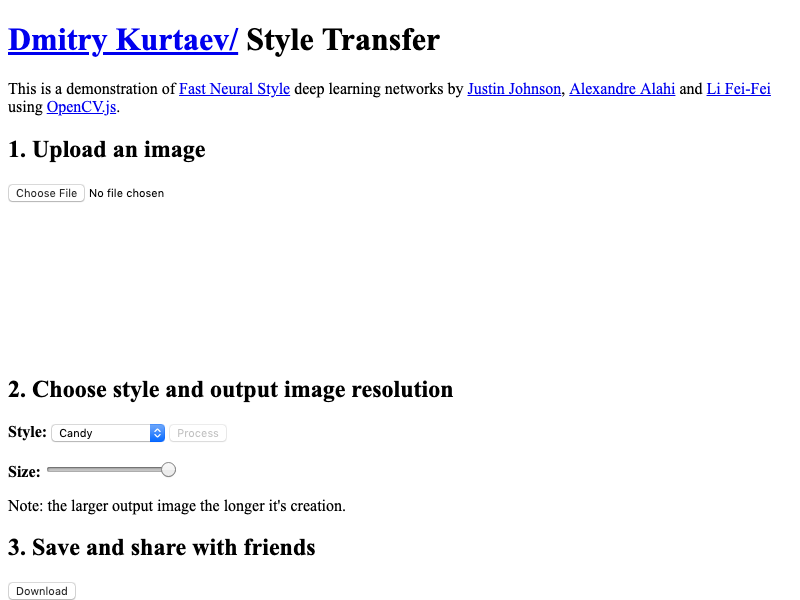 Dmitry Kurtaev/ Style Transfer
This is a demonstration of Fast Neural Style deep learning networks by Justin Johnson, Alexandre Alahi and Li Fei-Fei
using OpenCV.js.
1. Upload an image
Choose File No file chosen
2. Choose style and output image resolution
Style: Candy Process
Size:
Note: the larger output image the longer it's creation.
3. Save and share with friends
Download